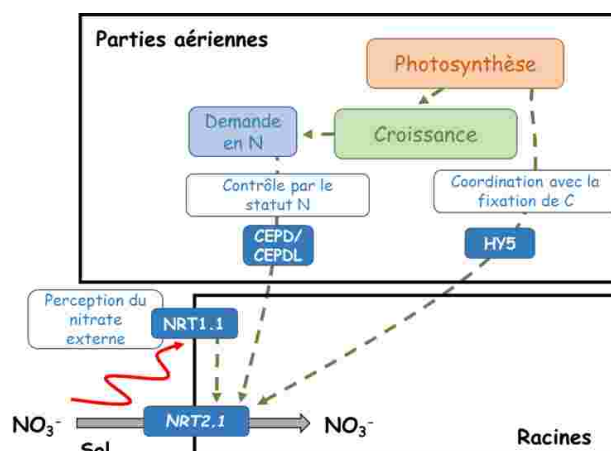 Parties aériennes
Photosynthèse
Demande
en N
Croissance
Contrôle par le
statut N
Coordination avec la
fixation de C
CEPD/
CEPDL
HY5
Perception du
nitrate
externe
NRT1.1
NO₃⁻
NRT2.1
NO₃⁻
Sol
Racines